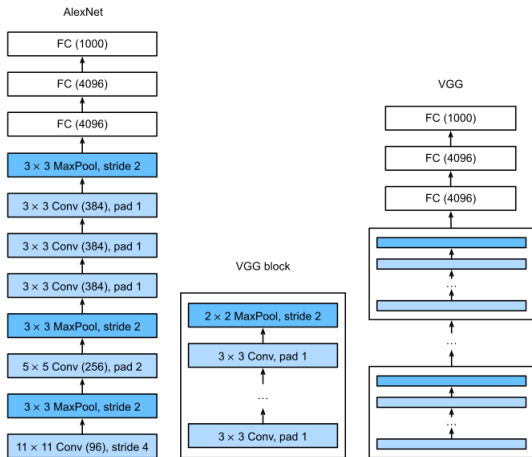 AlexNet
FC (1000)
FC (4096)
FC (4096)
3 × 3 MaxPool, stride 2
3 × 3 Conv (384), pad 1
3 × 3 Conv (384), pad 1
3 × 3 Conv (384), pad 1
3 × 3 MaxPool, stride 2
5 × 5 Conv (256), pad 2
3 × 3 MaxPool, stride 2
11 × 11 Conv (96), stride 4
VGG block
2 × 2 MaxPool, stride 2
3 × 3 Conv, pad 1
...
3 × 3 Conv, pad 1
VGG
FC (1000)
FC (4096)
FC (4096)
...
...
...